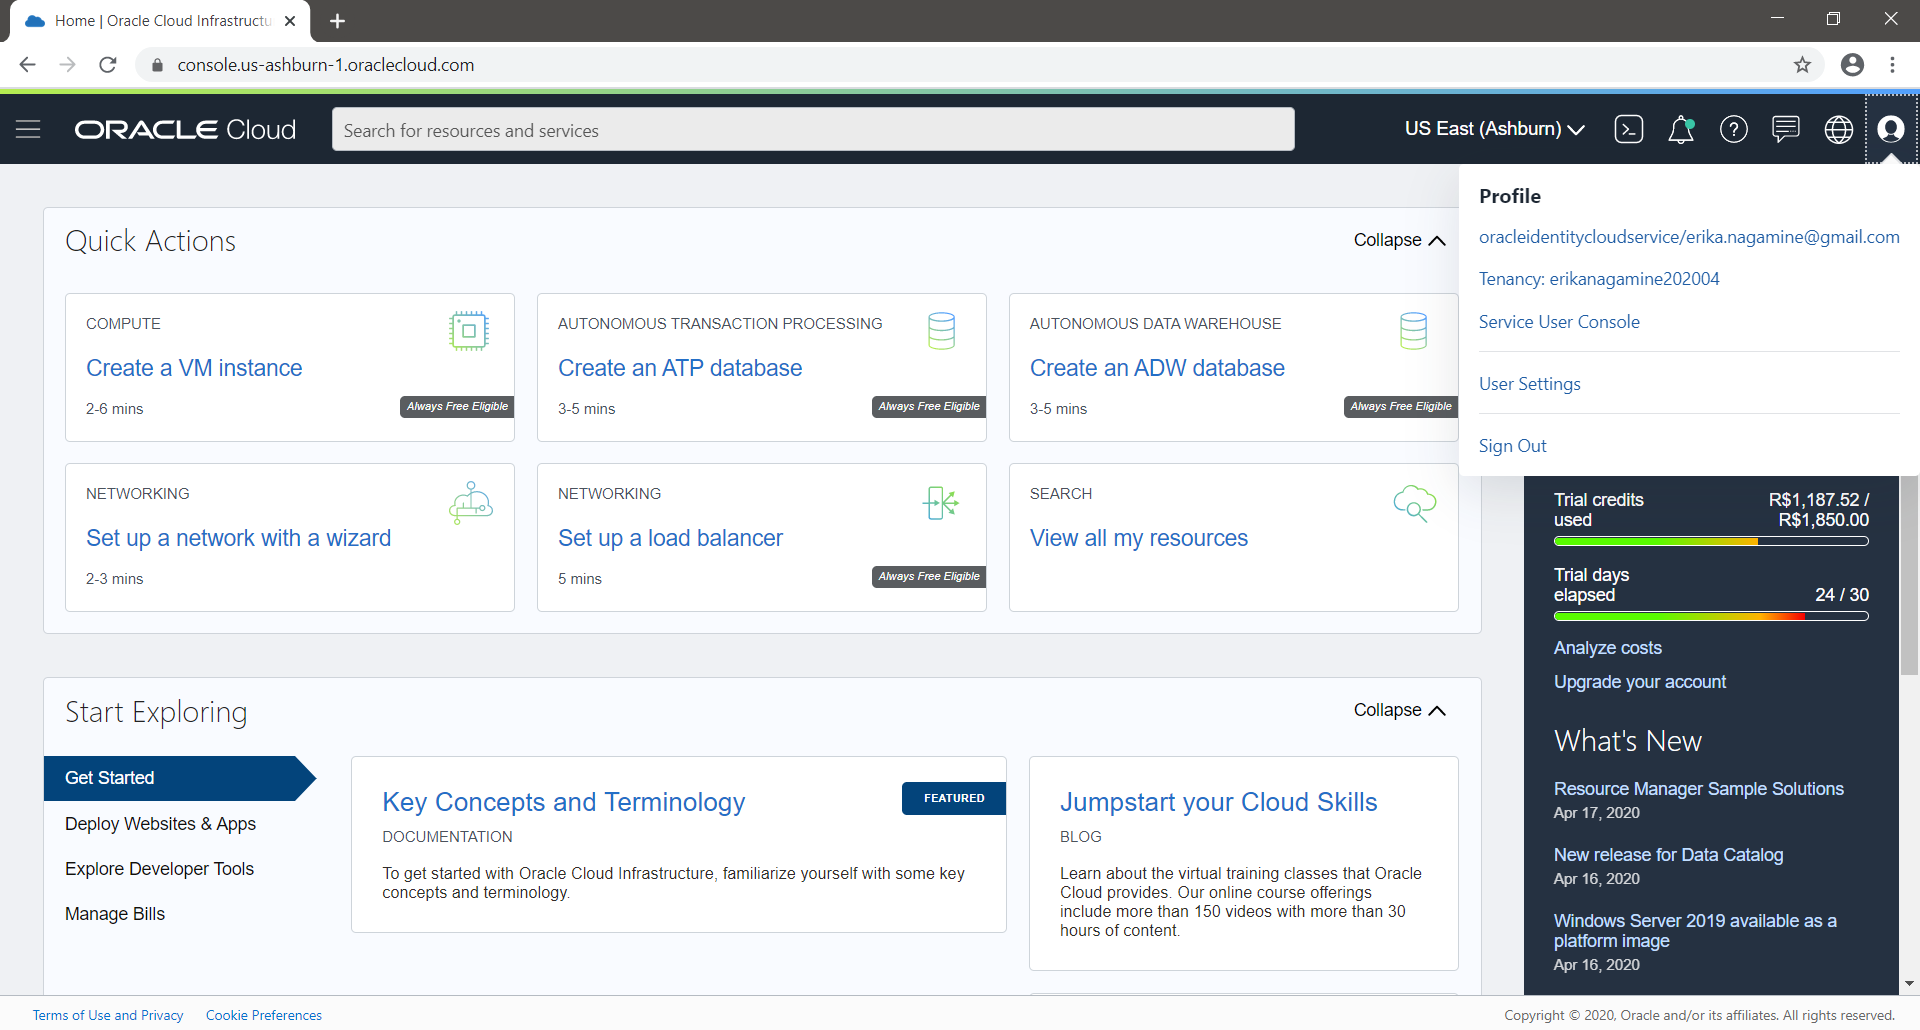 Home | Oracle Cloud Infrastructu
console.us-ashburn-1.oraclecloud.com
ORACLE Cloud
Search for resources and services
US East (Ashburn)
Profile
oracleidentitycloudservice/erika.nagamine@gmail.com
Tenancy: erikanagamine202004
Service User Console
User Settings
Sign Out
Quick Actions
Collapse
COMPUTE
Create a VM instance
2-6 mins
Always Free Eligible
AUTONOMOUS TRANSACTION PROCESSING
Create an ATP database
3-5 mins
Always Free Eligible
AUTONOMOUS DATA WAREHOUSE
Create an ADW database
3-5 mins
Always Free Eligible
NETWORKING
Set up a network with a wizard
2-3 mins
NETWORKING
Set up a load balancer
5 mins
Always Free Eligible
SEARCH
View all my resources
Trial credits
used
R$1,187.52 /
R$1,850.00
Trial days
elapsed
24 / 30
Analyze costs
Upgrade your account
What's New
Resource Manager Sample Solutions
Apr 17, 2020
New release for Data Catalog
Apr 16, 2020
Windows Server 2019 available as a
platform image
Apr 16, 2020
Start Exploring
Collapse
Get Started
Deploy Websites & Apps
Explore Developer Tools
Manage Bills
Key Concepts and Terminology
FEATURED
DOCUMENTATION
To get started with Oracle Cloud Infrastructure, familiarize yourself with some key
concepts and terminology.
Jumpstart your Cloud Skills
BLOG
Learn about the virtual training classes that Oracle
Cloud provides. Our online course offerings
include more than 150 videos with more than 30
hours of content.
Terms of Use and Privacy
Cookie Preferences
Copyright © 2020, Oracle and/or its affiliates. All rights reserved.